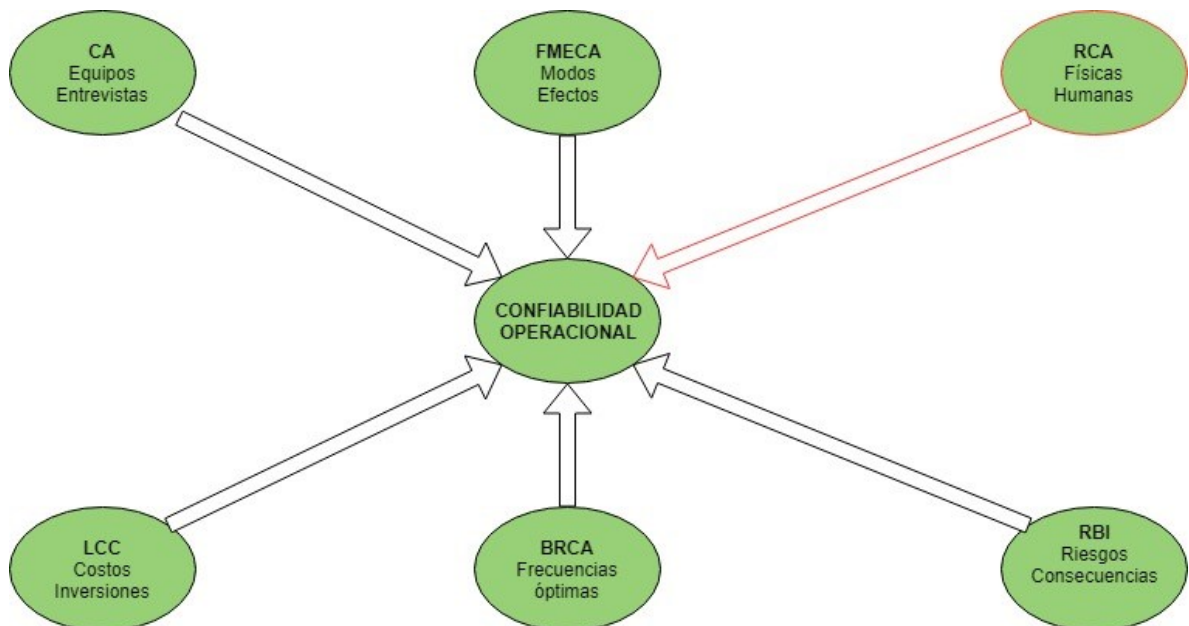 CA
Equipos
Entrevistas
FMECA
Modos
Efectos
RCA
Físicas
Humanas
CONFIABILIDAD
OPERACIONAL
LCC
Costos
Inversiones
BRCA
Frecuencias
óptimas
RBI
Riesgos
Consecuencias